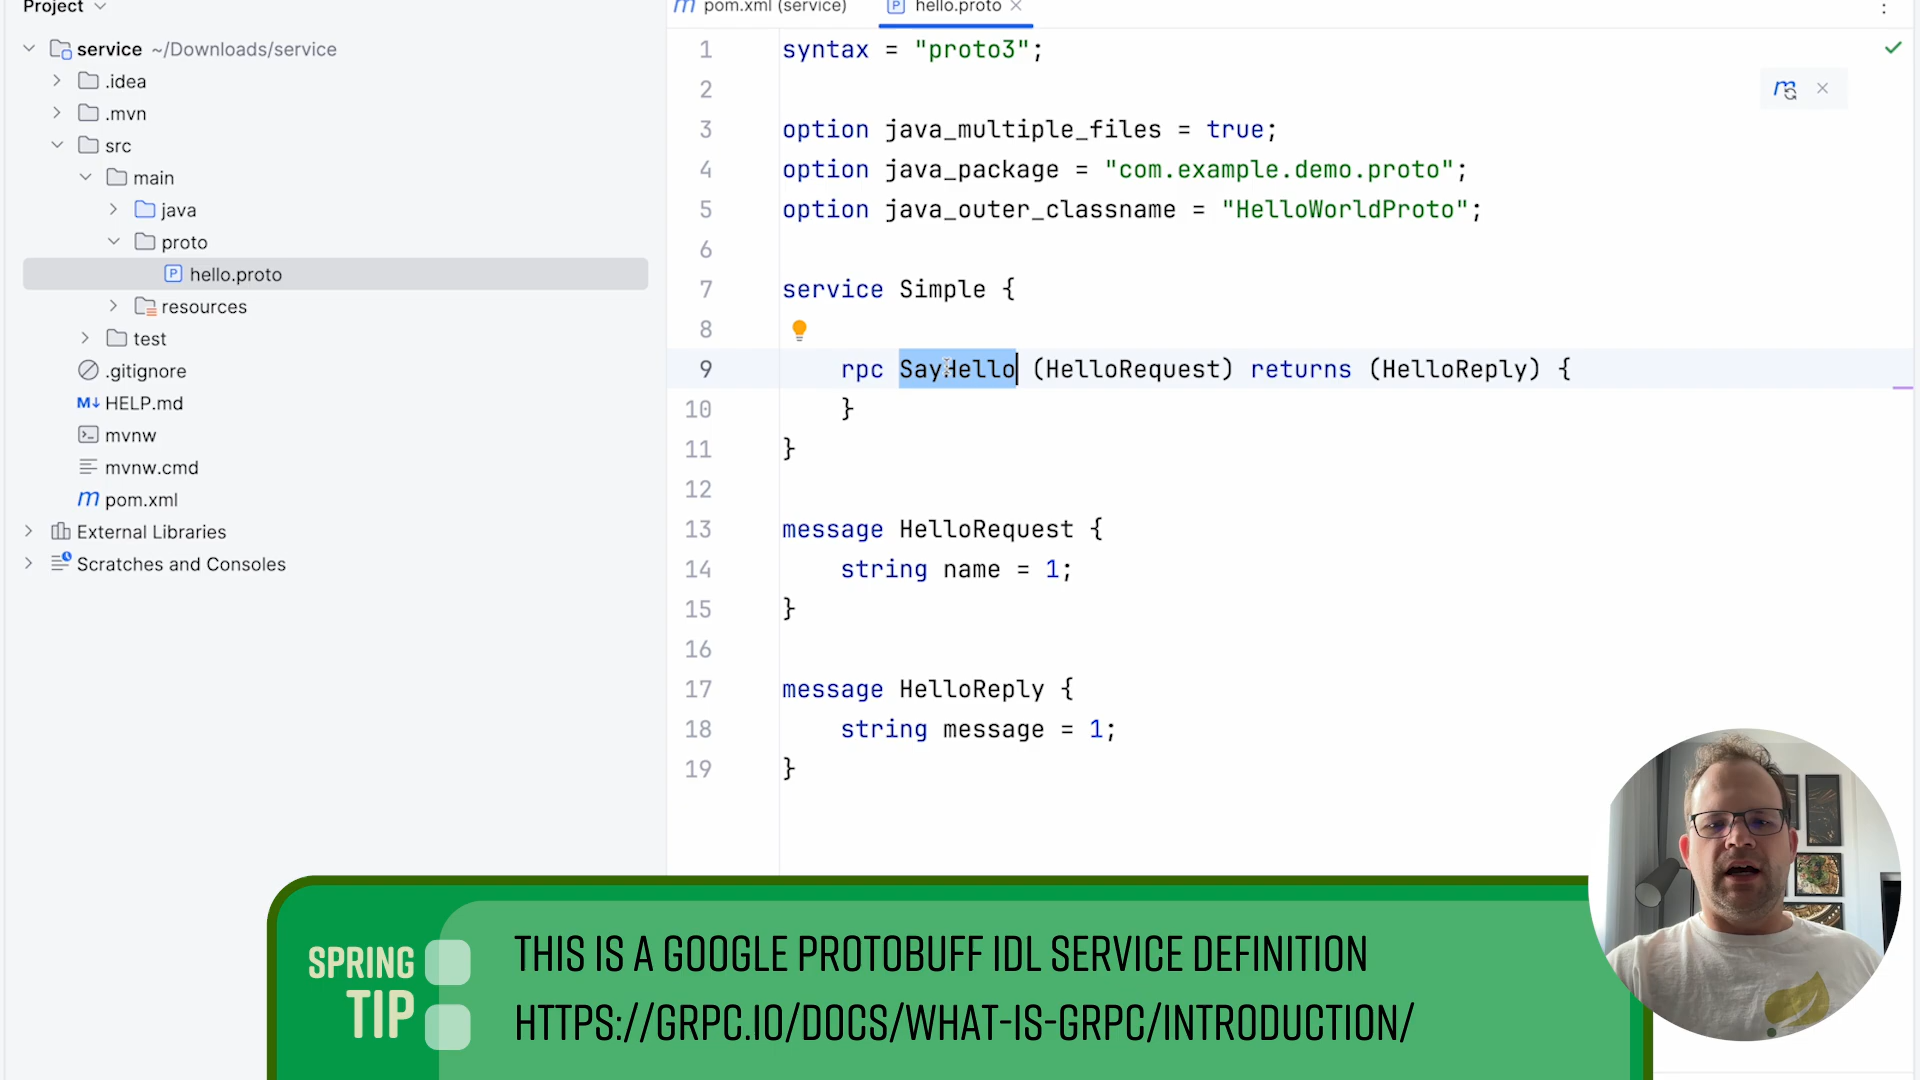 Project
service ~/Downloads/service
.idea
.mvn
src
main
java
proto
hello.proto
resources
test
.gitignore
M↓ HELP.md
mvnw
mvnw.cmd
m pom.xml
External Libraries
Scratches and Consoles
m pom.xml (service)
P hello.proto
1 syntax = "proto3";
2
3 option java_multiple_files = true;
4 option java_package = "com.example.demo.proto";
5 option java_outer_classname = "HelloWorldProto";
6
7 service Simple {
8
9 rpc SayHello (HelloRequest) returns (HelloReply) {
10 }
11 }
12
13 message HelloRequest {
14 string name = 1;
15 }
16
17 message HelloReply {
18 string message = 1;
19 }
SPRING
TIP
THIS IS A GOOGLE PROTOBUFF IDL SERVICE DEFINITION
HTTPS://GRPC.IO/DOCS/WHAT-IS-GRPC/INTRODUCTION/